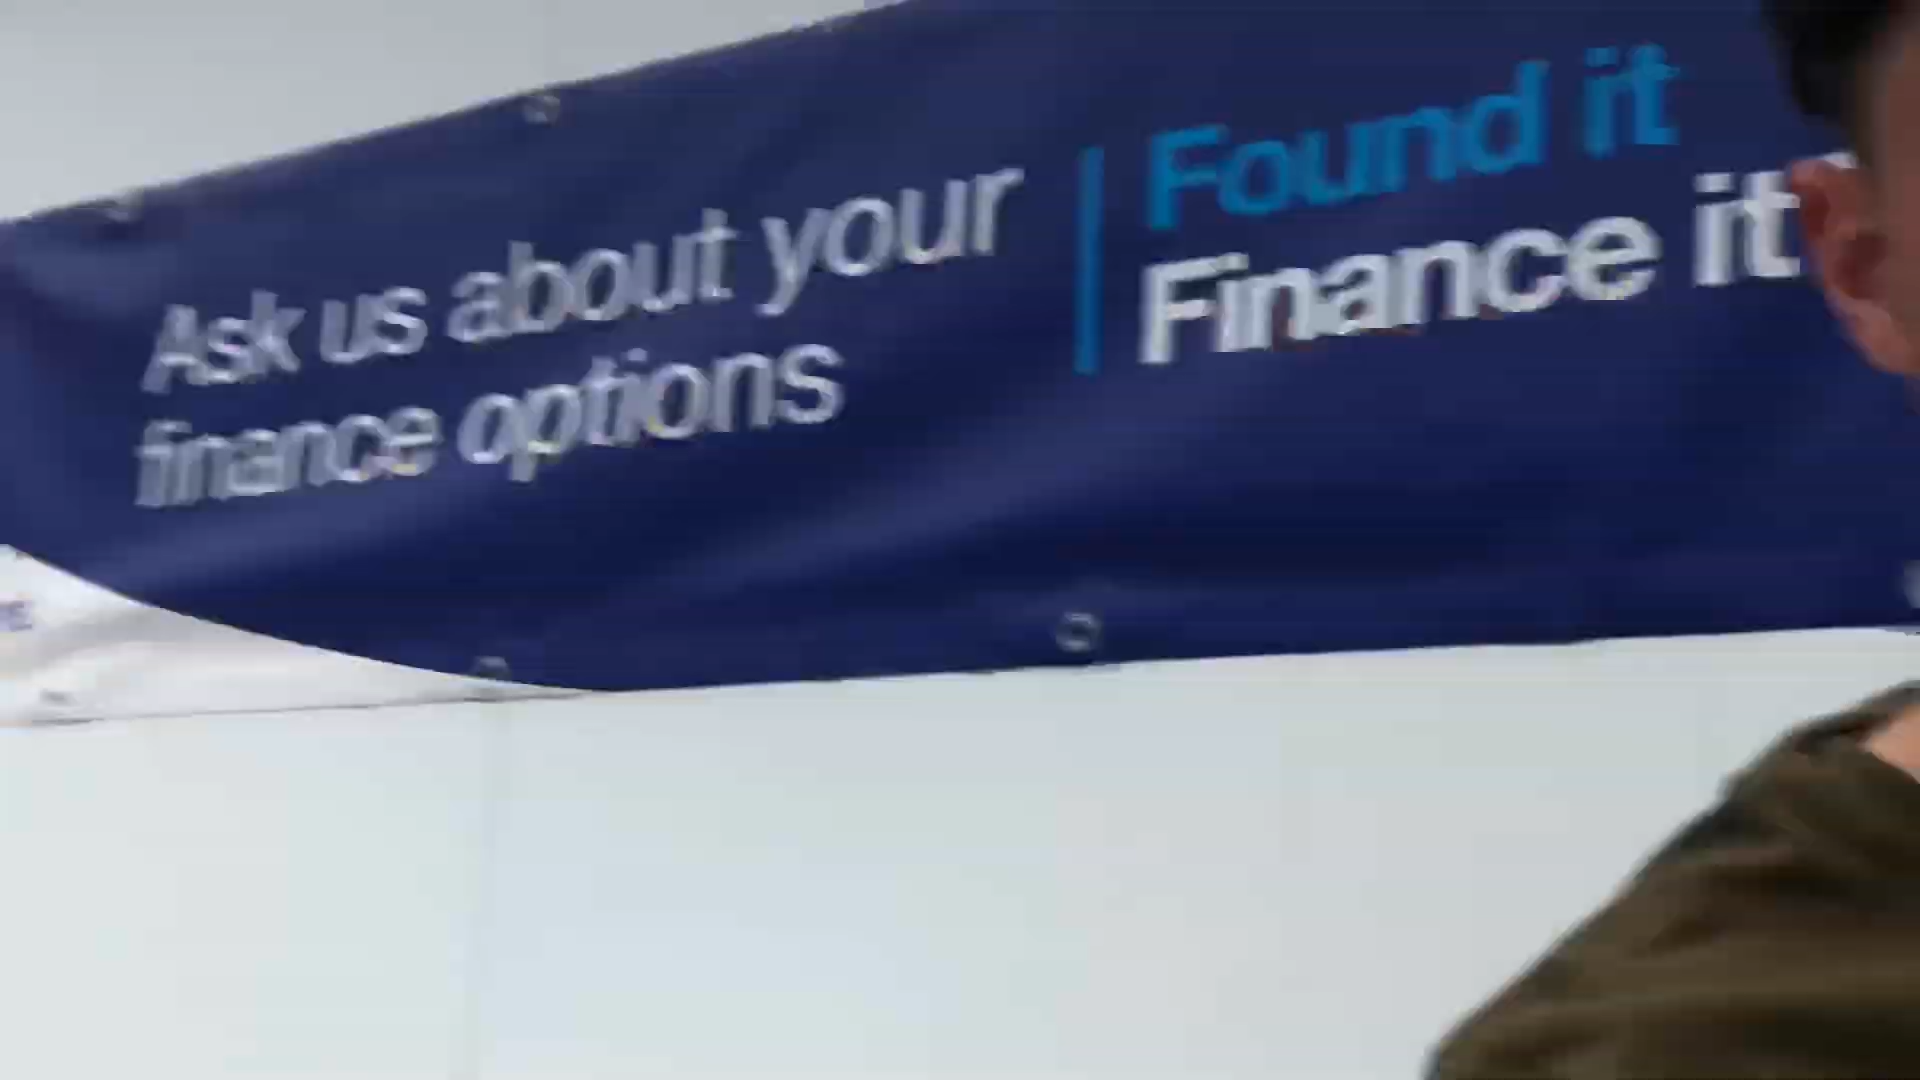 Ask us about your
finance options
Found it
Finance it